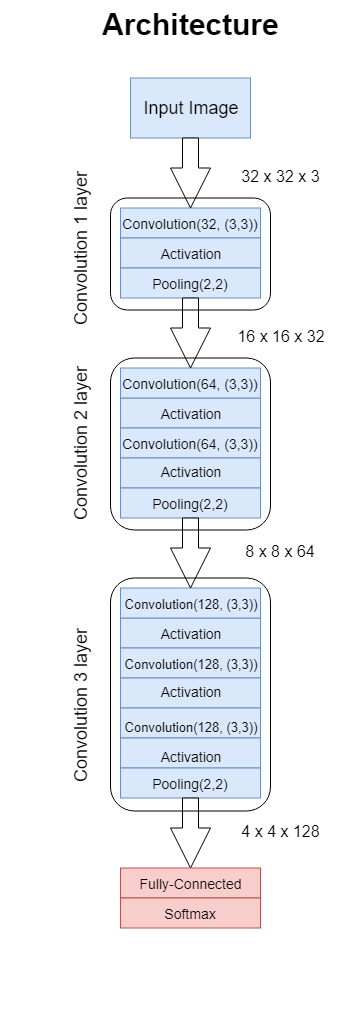 Architecture
Input Image
32 x 32 x 3
Convolution 1 layer
Convolution(32, (3,3))
Activation
Pooling(2,2)
16 x 16 x 32
Convolution 2 layer
Convolution(64, (3,3))
Activation
Convolution(64, (3,3))
Activation
Pooling(2,2)
8 x 8 x 64
Convolution 3 layer
Convolution(128, (3,3))
Activation
Convolution(128, (3,3))
Activation
Convolution(128, (3,3))
Activation
Pooling(2,2)
4 x 4 x 128
Fully-Connected
Softmax